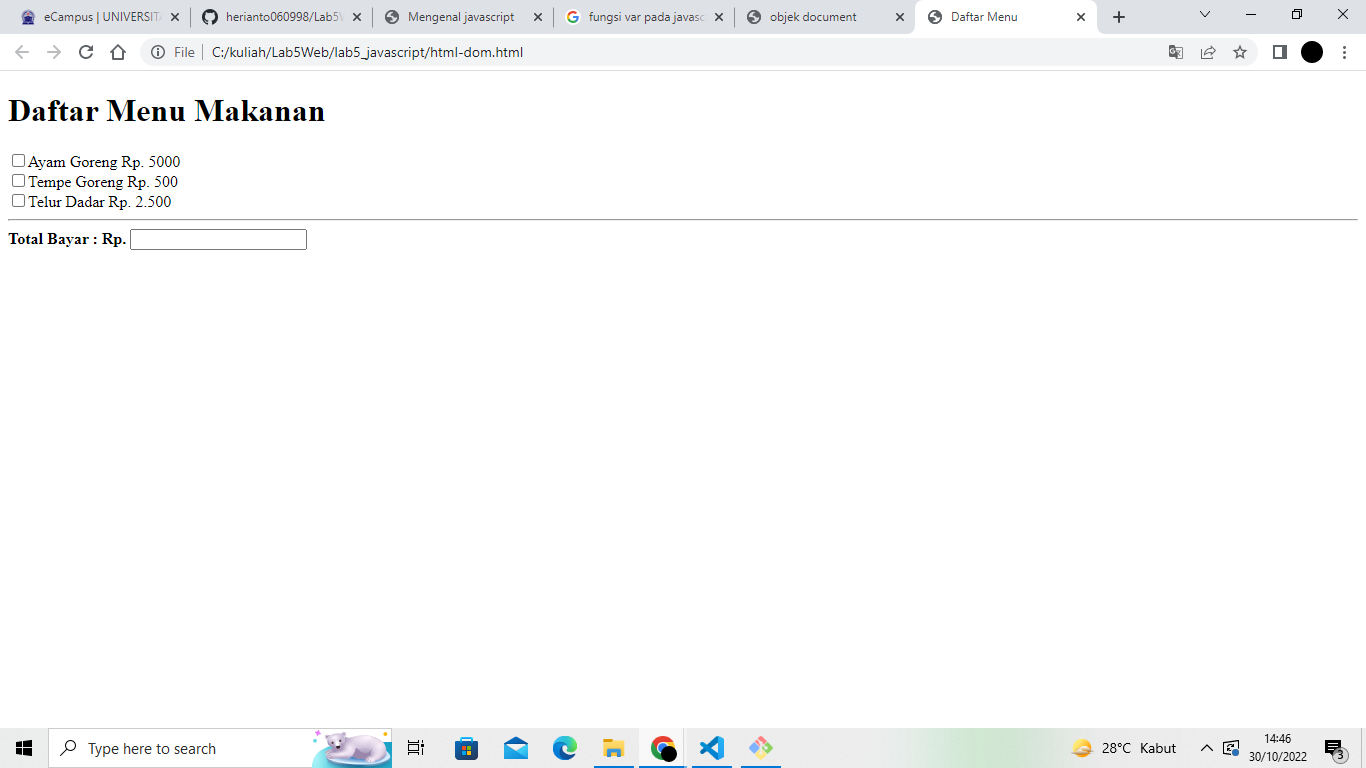 eCampus | UNIVERSITA
herianto060998/Lab5W
Mengenal javascript
fungsi var pada javasc
objek document
Daftar Menu
File
C:/kuliah/Lab5Web/lab5_javascript/html-dom.html
Daftar Menu Makanan
Ayam Goreng Rp. 5000
Tempe Goreng Rp. 500
Telur Dadar Rp. 2.500
Total Bayar : Rp.
Type here to search
28°C Kabut
14:46
30/10/2022
3